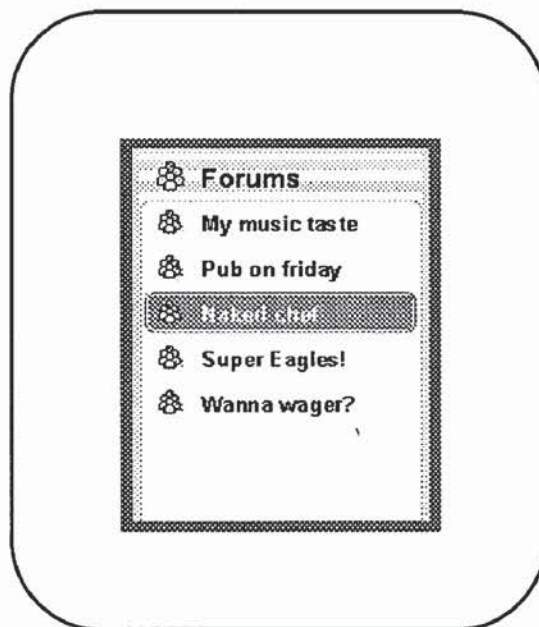 Forums
My music taste
Pub on friday
Naked chef
Super Eagles!
Wanna wager?